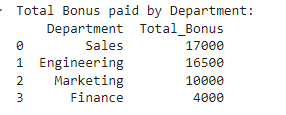 Total Bonus paid by Department:
Department Total_Bonus
0 Sales 17000
1 Engineering 16500
2 Marketing 10000
3 Finance 4000